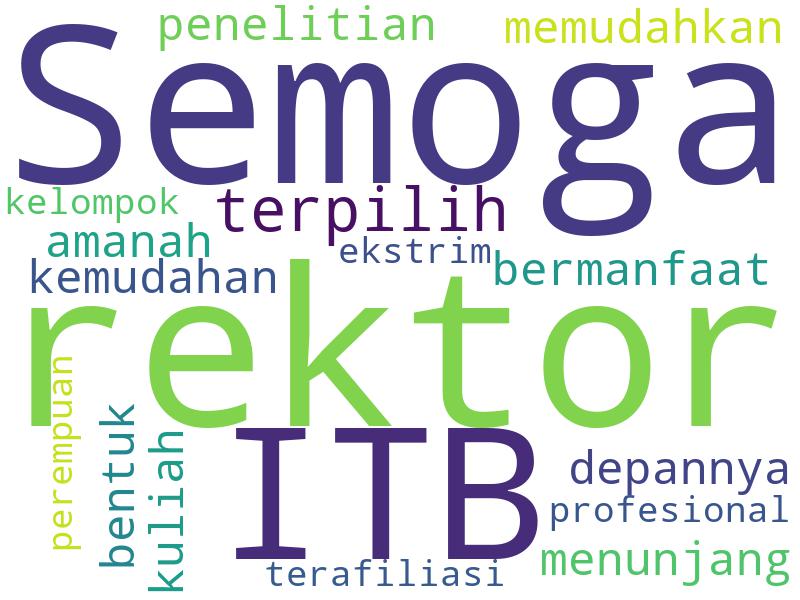 penelitian
memudahkan
Semoga
kelompok
terpilih
amanah
ekstrim
kemudahan
bermanfaat
rektor
perempuan
bentuk
kuliah
ITB
depannya
profesional
menunjang
terafiliasi